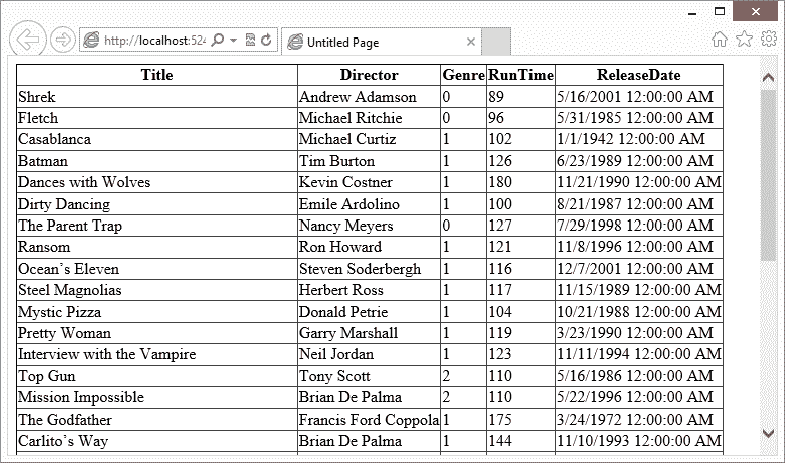 http://localhost:524
Untitled Page
Title Director Genre RunTime ReleaseDate
Shrek Andrew Adamson 0 89 5/16/2001 12:00:00 AM
Fletch Michael Ritchie 0 96 5/31/1985 12:00:00 AM
Casablanca Michael Curtiz 1 102 1/1/1942 12:00:00 AM
Batman Tim Burton 1 126 6/23/1989 12:00:00 AM
Dances with Wolves Kevin Costner 1 180 11/21/1990 12:00:00 AM
Dirty Dancing Emile Ardolino 1 100 8/21/1987 12:00:00 AM
The Parent Trap Nancy Meyers 0 127 7/29/1998 12:00:00 AM
Ransom Ron Howard 1 121 11/8/1996 12:00:00 AM
Ocean’s Eleven Steven Soderbergh 1 116 12/7/2001 12:00:00 AM
Steel Magnolias Herbert Ross 1 117 11/15/1989 12:00:00 AM
Mystic Pizza Donald Petrie 1 104 10/21/1988 12:00:00 AM
Pretty Woman Garry Marshall 1 119 3/23/1990 12:00:00 AM
Interview with the Vampire Neil Jordan 1 123 11/11/1994 12:00:00 AM
Top Gun Tony Scott 2 110 5/16/1986 12:00:00 AM
Mission Impossible Brian De Palma 2 110 5/22/1996 12:00:00 AM
The Godfather Francis Ford Coppola 1 175 3/24/1972 12:00:00 AM
Carlito’s Way Brian De Palma 1 144 11/10/1993 12:00:00 AM